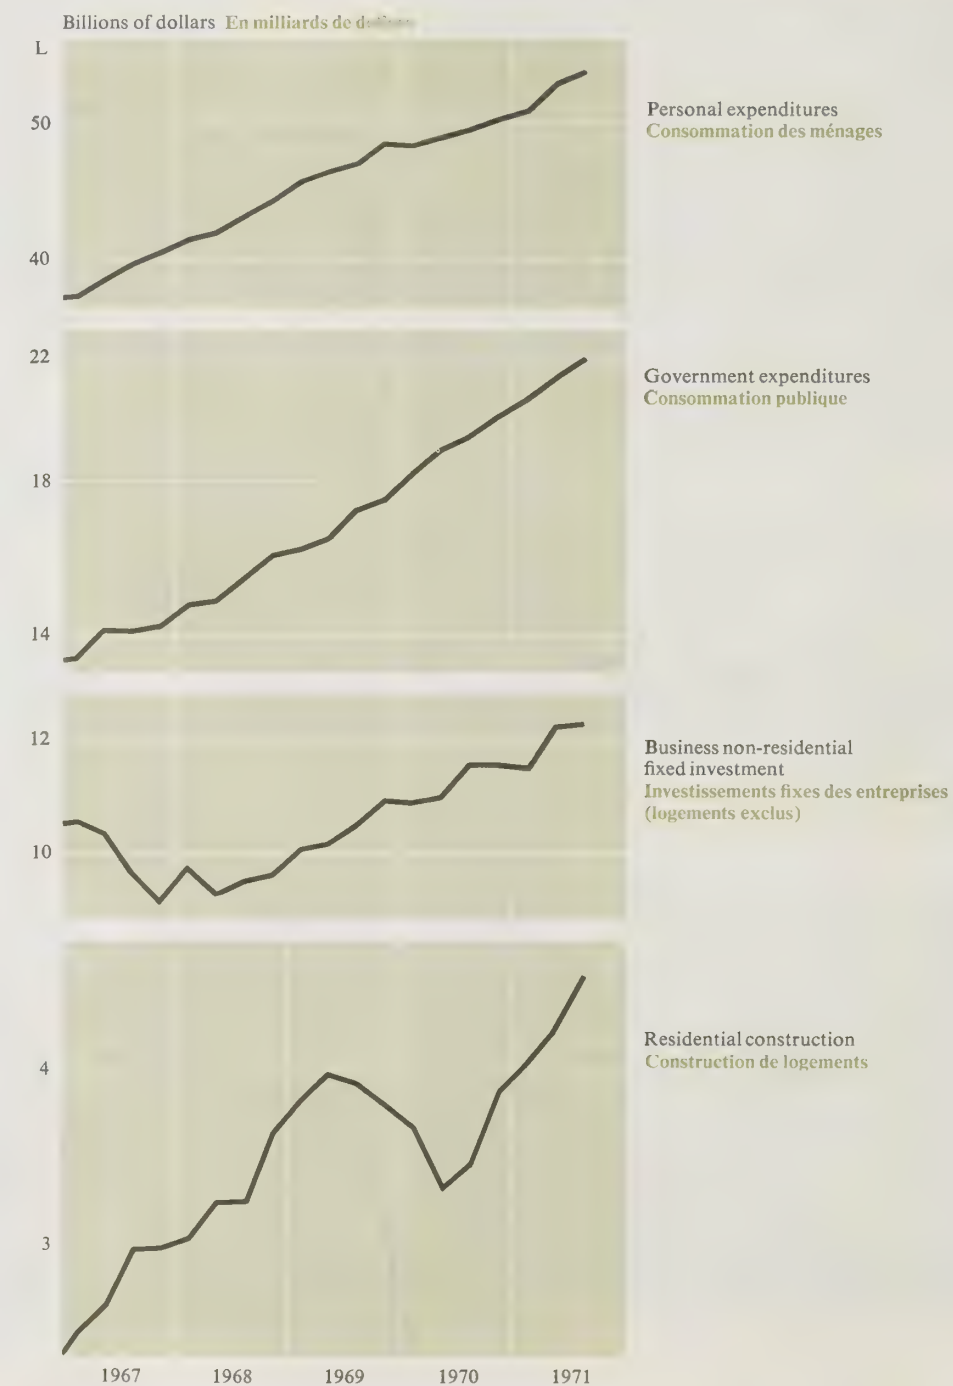 Billions of dollars En milliards de
L
50
40
Personal expenditures
Consommation des ménages
22
18
14
Government expenditures
Consommation publique
12
10
Business non-residential
fixed investment
Investissements fixes des entreprises
(logements exclus)
4
3
Residential construction
Construction de logements
1967 1968 1969 1970 1971